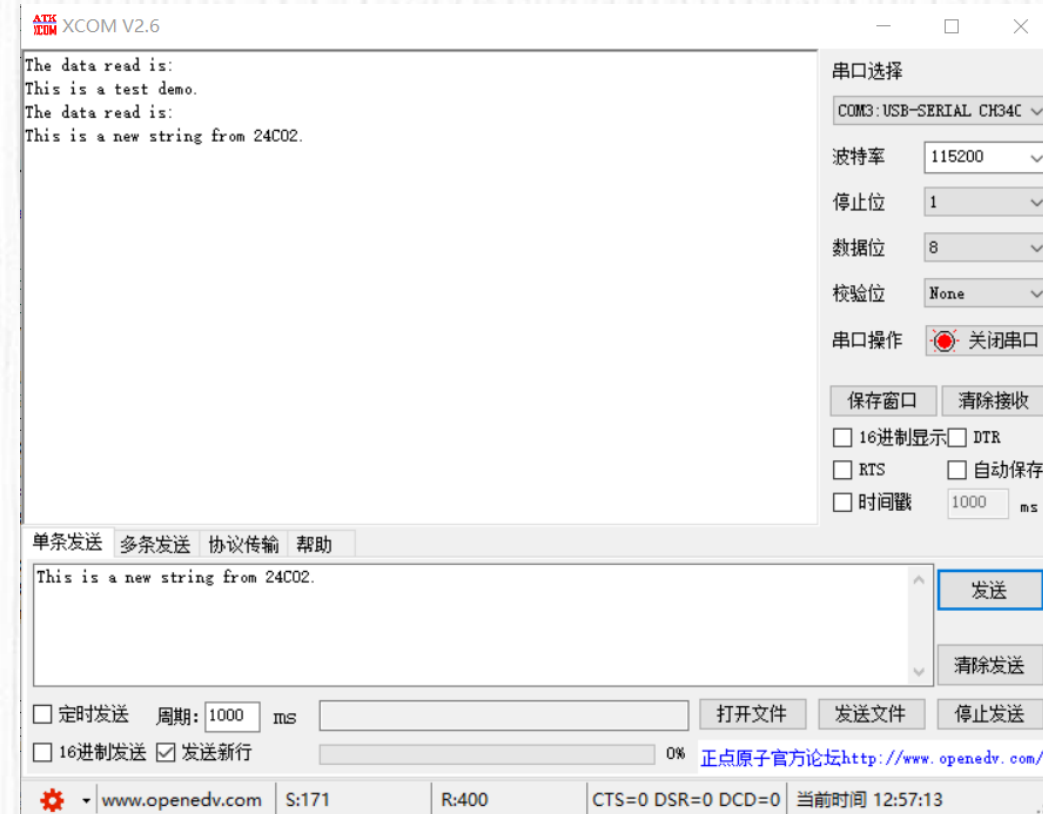 ATK XCOM XCOM V2.6
The data read is:
This is a test demo.
The data read is:
This is a new string from 24C02.
串口选择
COM3:USB-SERIAL CH34C
波特率 115200
停止位 1
数据位 8
校验位 None
串口操作 关闭串口
保存窗口 清除接收
16进制显示 DTR
RTS 自动保存
时间戳 1000 ms
单条发送 多条发送 协议传输 帮助
This is a new string from 24C02.
发送
清除发送
定时发送 周期: 1000 ms 打开文件 发送文件 停止发送
16进制发送 发送新行 0% 正点原子官方论坛http://www.openedv.com/
www.openedv.com S:171 R:400 CTS=0 DSR=0 DCD=0 当前时间 12:57:13